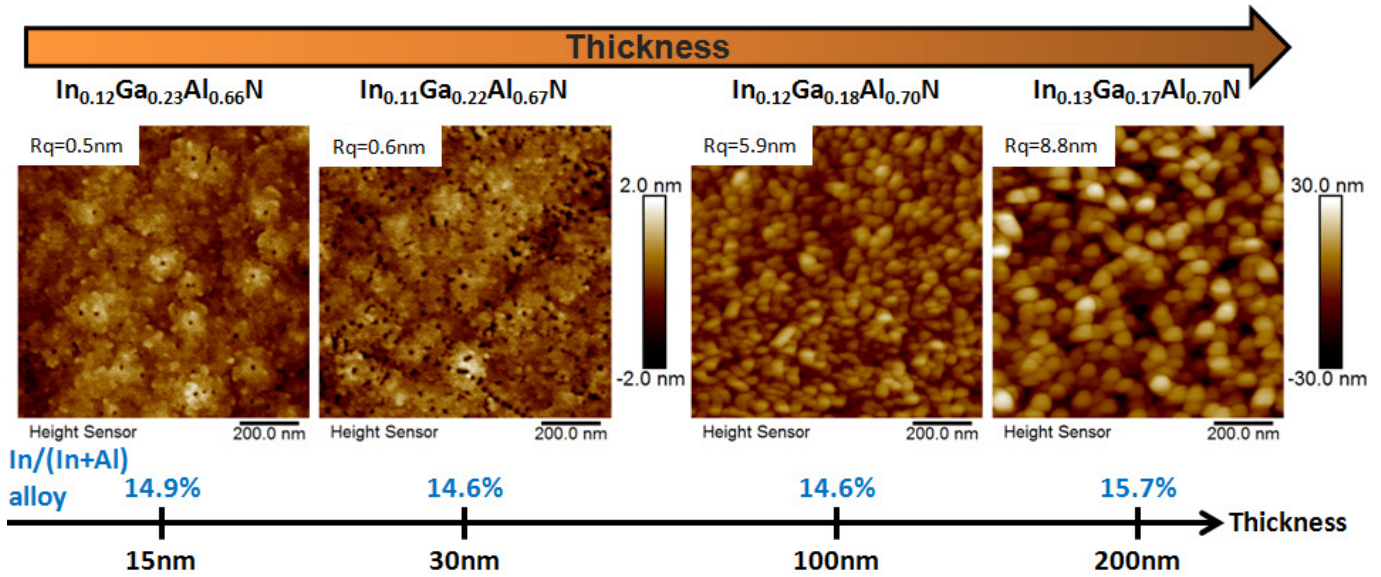 Thickness
In0.12Ga0.23Al0.66N
In0.11Ga0.22Al0.67N
In0.12Ga0.18Al0.70N
In0.13Ga0.17Al0.70N
Rq=0.5nm
Rq=0.6nm
Rq=5.9nm
Rq=8.8nm
2.0 nm
-2.0 nm
30.0 nm
-30.0 nm
Height Sensor
200.0 nm
Height Sensor
200.0 nm
Height Sensor
200.0 nm
Height Sensor
200.0 nm
In/(In+Al)
alloy
14.9%
14.6%
14.6%
15.7%
Thickness
15nm
30nm
100nm
200nm